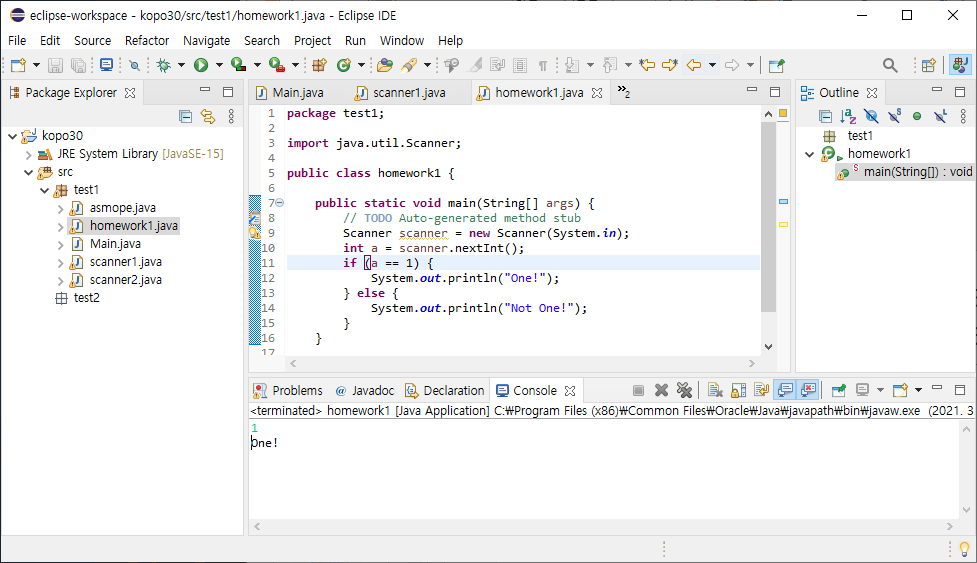 eclipse-workspace - kopo30/src/test1/homework1.java - Eclipse IDE
File Edit Source Refactor Navigate Search Project Run Window Help
Package Explorer
kopo30
JRE System Library [JavaSE-15]
src
test1
asmope.java
homework1.java
Main.java
scanner1.java
scanner2.java
test2
Main.java scanner1.java homework1.java »2
1 package test1;
2
3 import java.util.Scanner;
4
5 public class homework1 {
6
7 public static void main(String[] args) {
8 // TODO Auto-generated method stub
9 Scanner scanner = new Scanner(System.in);
10 int a = scanner.nextInt();
11 if (a == 1) {
12 System.out.println("One!");
13 } else {
14 System.out.println("Not One!");
15 }
16 }
17
Outline
test1
homework1
main(String[]) : void
Problems @ Javadoc Declaration Console
<terminated> homework1 [Java Application] C:₩Program Files (x86)₩Common Files₩Oracle₩Java₩javapath₩bin₩javaw.exe (2021. 3
1
One!